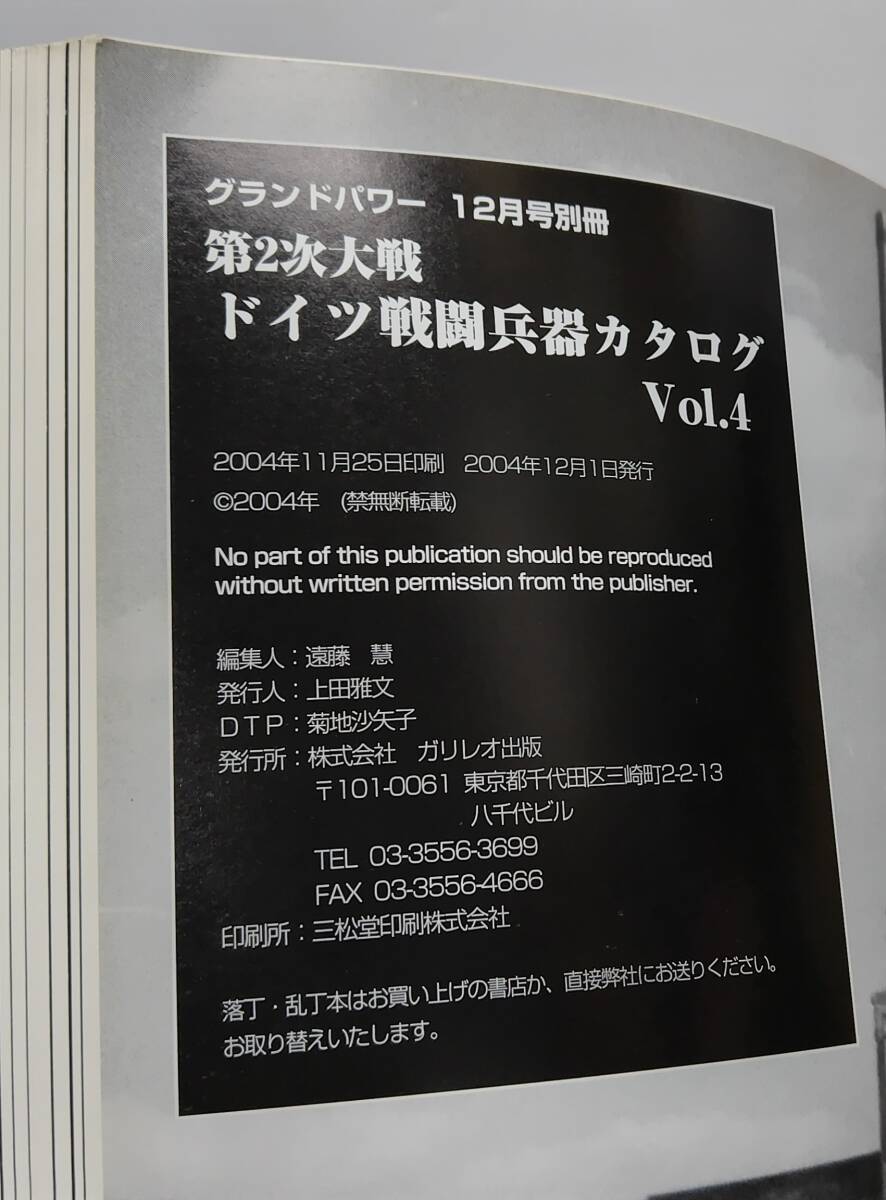 グランドパワー 12月号別冊
第2次大戦
ドイツ戦闘兵器カタログ
Vol.4
2004年11月25日印刷 2004年12月1日発行
©2004年 (禁無断転載)
No part of this publication should be reproduced
without written permission from the publisher.
編集人:遠藤 慧
発行人:上田雅文
DTP:菊地沙矢子
発行所:株式会社 ガリレオ出版
〒101-0061 東京都千代田区三崎町2-2-13
八千代ビル
TEL 03-3556-3699
FAX 03-3556-4666
印刷所:三松堂印刷株式会社
落丁・乱丁本はお買い上げの書店か、直接弊社にお送りください。
お取り替えいたします。